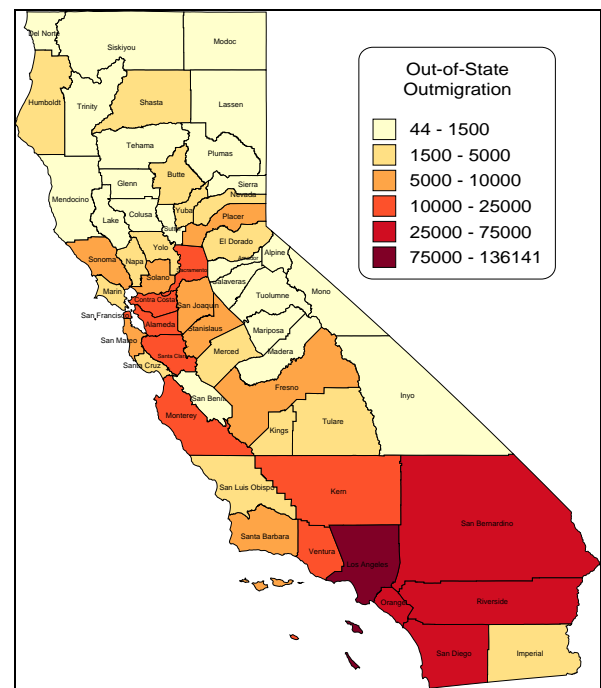 Del Norte
Siskiyou
Modoc
Out-of-State
Outmigration
44 - 1500
1500 - 5000
5000 - 10000
10000 - 25000
25000 - 75000
75000 - 136141
Humboldt
Trinity
Shasta
Lassen
Tehama
Plumas
Mendocino
Glenn
Butte
Sierra
Nevada
Lake
Colusa
Yuba
Placer
Sutter
El Dorado
Sonoma
Napa
Yolo
Sacramento
Amador
Alpine
Solano
Calaveras
Marin
Contra Costa
San Joaquin
Tuolumne
Mono
San Francisco
Alameda
Stanislaus
Mariposa
San Mateo
Santa Clara
Merced
Madera
Santa Cruz
Fresno
Inyo
San Benito
Monterey
Kings
Tulare
San Luis Obispo
Kern
San Bernardino
Santa Barbara
Ventura
Los Angeles
Orange
Riverside
San Diego
Imperial